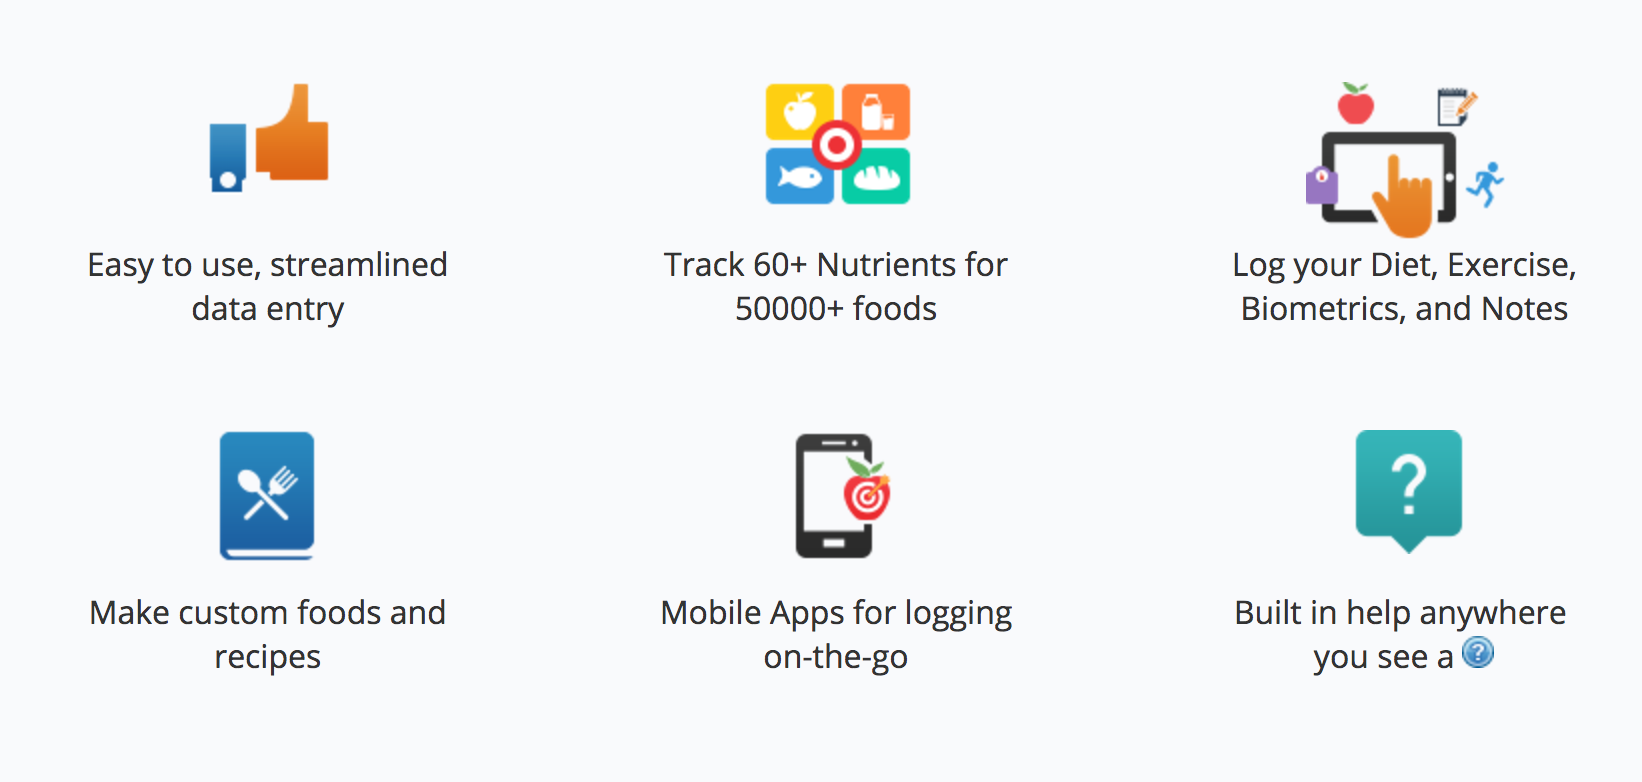 Easy to use, streamlined
data entry
Track 60+ Nutrients for
50000+ foods
Log your Diet, Exercise,
Biometrics, and Notes
?
Make custom foods and
recipes
Mobile Apps for logging
on-the-go
Built in help anywhere
you see a ?